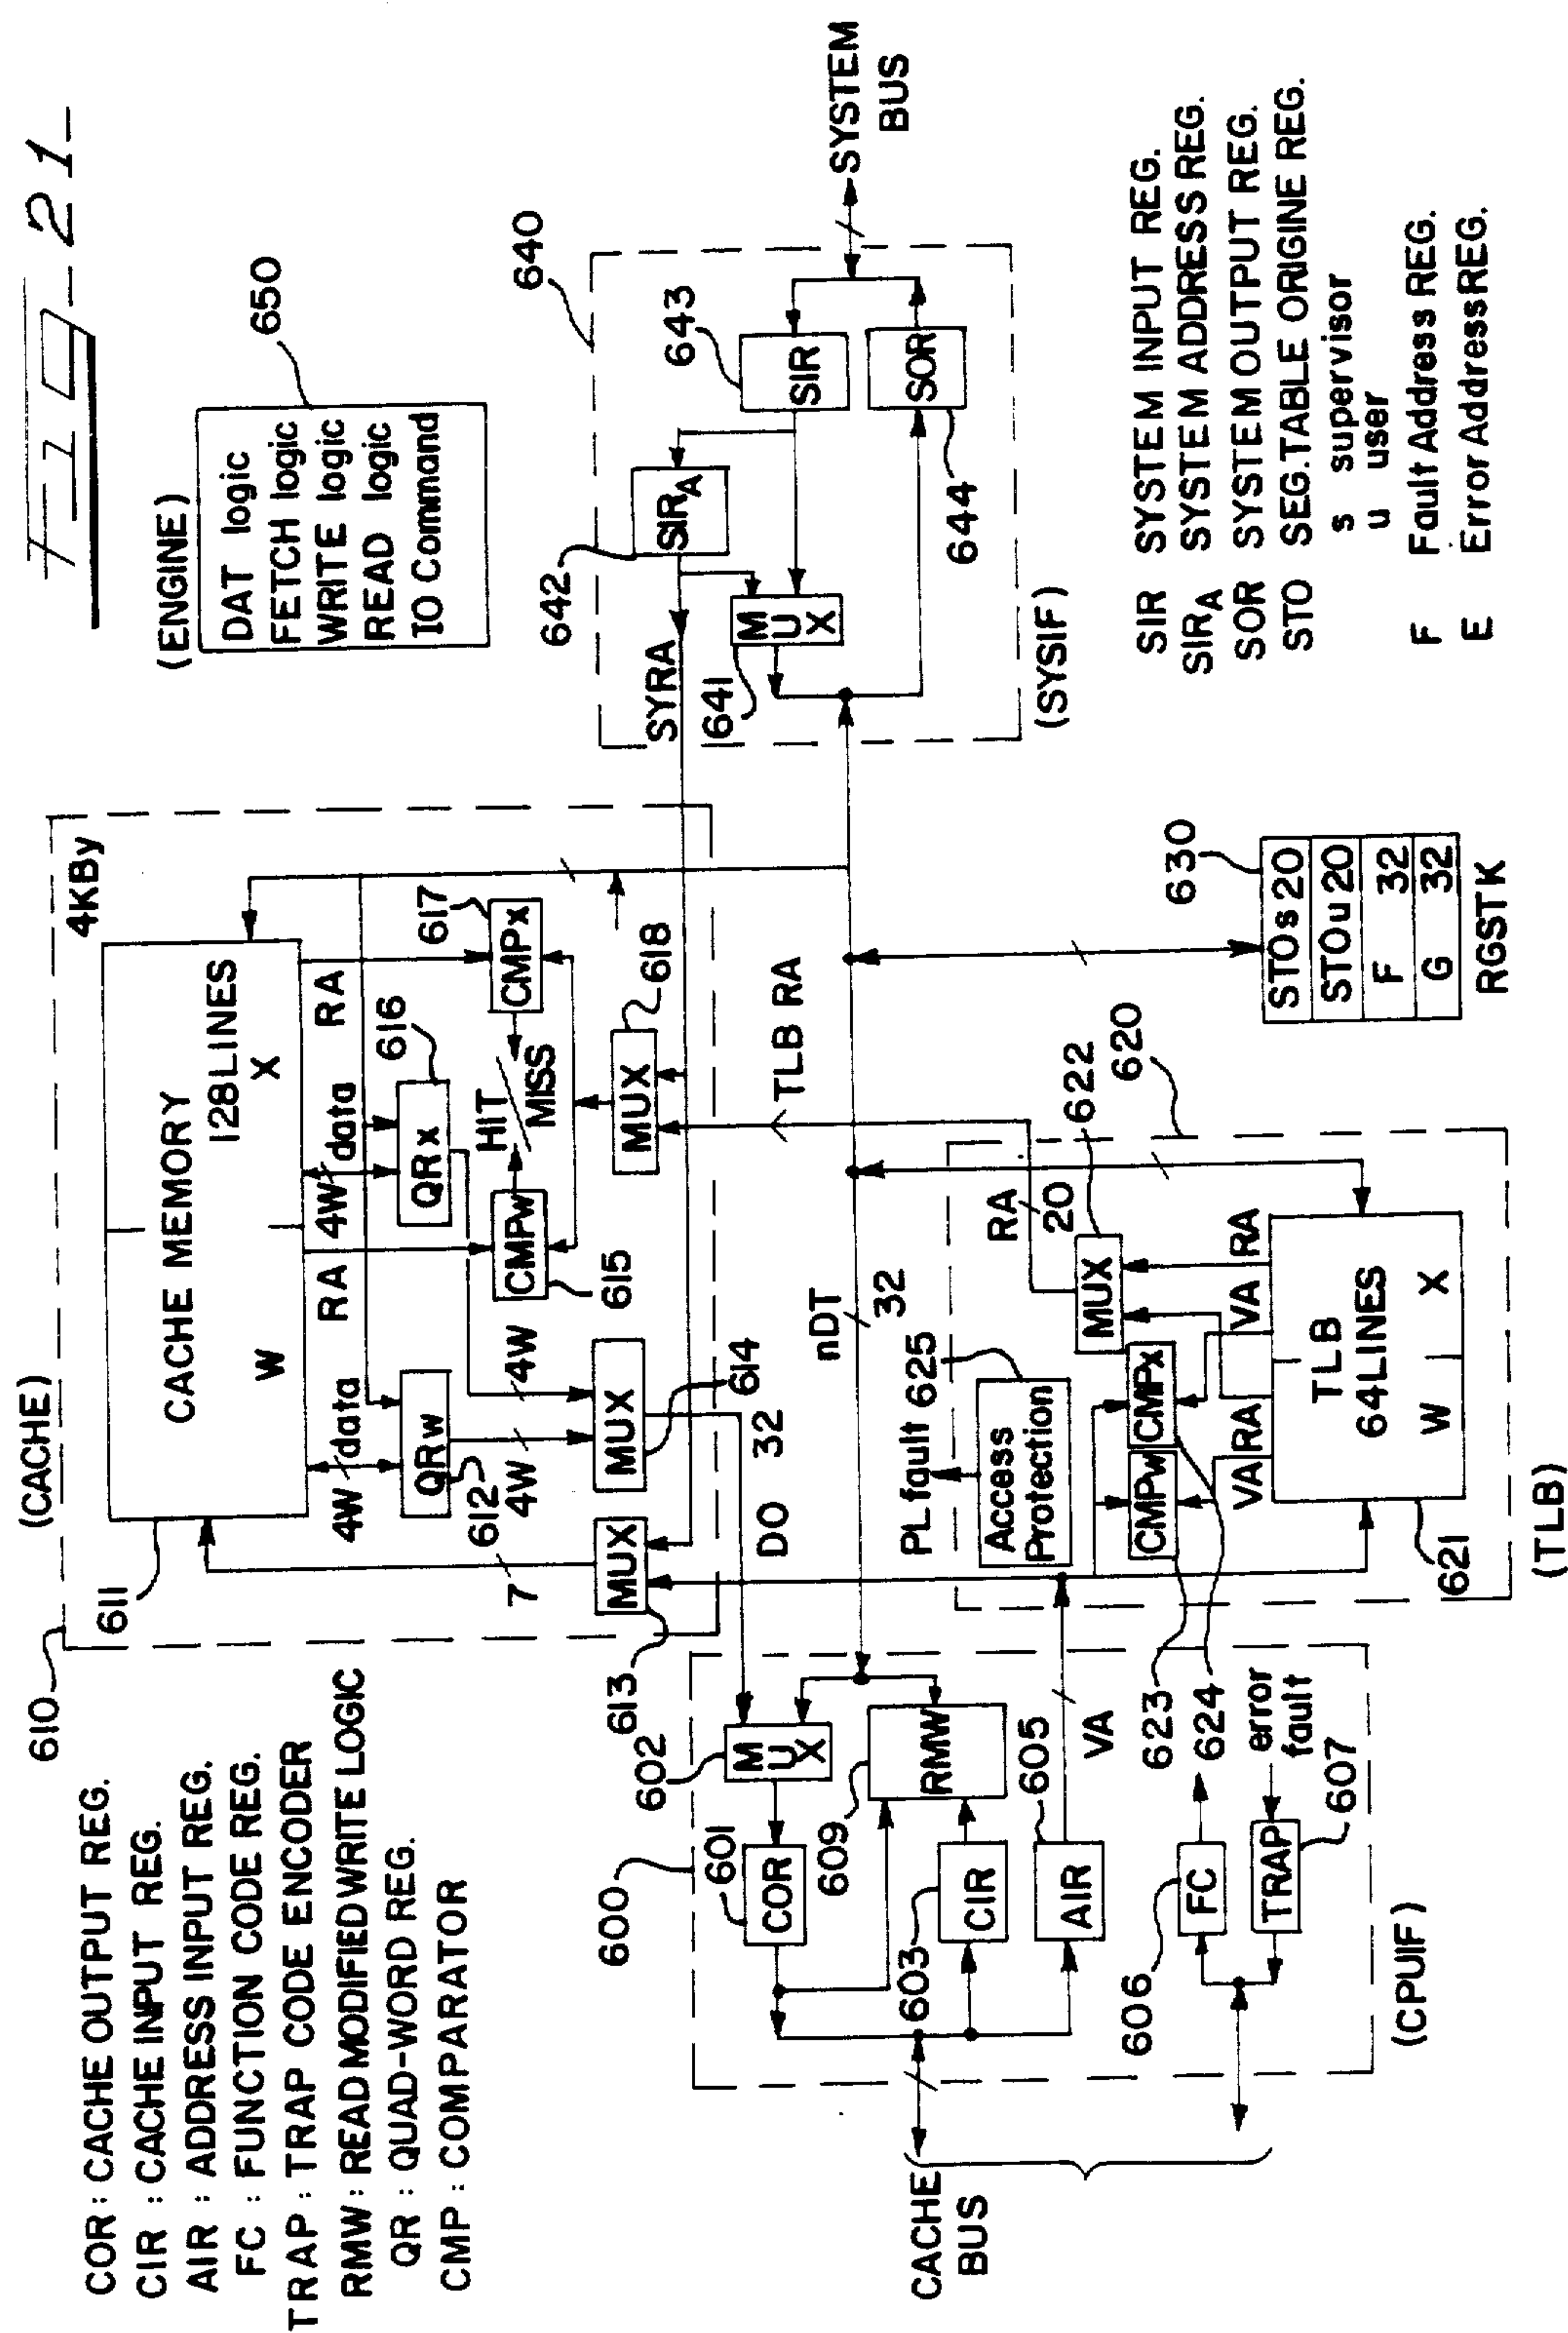 FIG. 21
COR : CACHE OUTPUT REG.
CIR : CACHE INPUT REG.
AIR : ADDRESS INPUT REG.
FC : FUNCTION CODE REG.
TRAP : TRAP CODE ENCODER
RMW : READ MODIFIED WRITE LOGIC
QR : QUAD-WORD REG.
CMP : COMPARATOR
610
(CACHE)
4KBy
611
CACHE MEMORY
128LINES
W
X
4W
data
RA
4W
data
RA
QRw
612
4W
4W
QRx
616
CMPw
615
HIT
MISS
CMPx
617
7
MUX
613
MUX
614
MUX
618
DO 32
(ENGINE)
650
DAT logic
FETCH logic
WRITE logic
READ logic
IO Command
640
SYRA
642
SIRA
643
SIR
641
MUX
SOR
644
(SYSIF)
SYSTEM
BUS
600
602
MUX
601
COR
609
RMW
603
CIR
605
AIR
VA
606
FC
TRAP
607
error
fault
(CPUIF)
CACHE
BUS
nDT
32
TLB RA
RA
20
620
622
MUX
PLfault
625
Access
Protection
CMPw
CMPx
623
624
VA
RA
VA
RA
TLB
64LINES
W
X
621
(TLB)
630
STOs 20
STOu 20
F 32
G 32
RGSTK
SIR SYSTEM INPUT REG.
SIRA SYSTEM ADDRESS REG.
SOR SYSTEM OUTPUT REG.
STO SEG.TABLE ORIGINE REG.
s supervisor
u user
F Fault Address REG.
E Error Address REG.